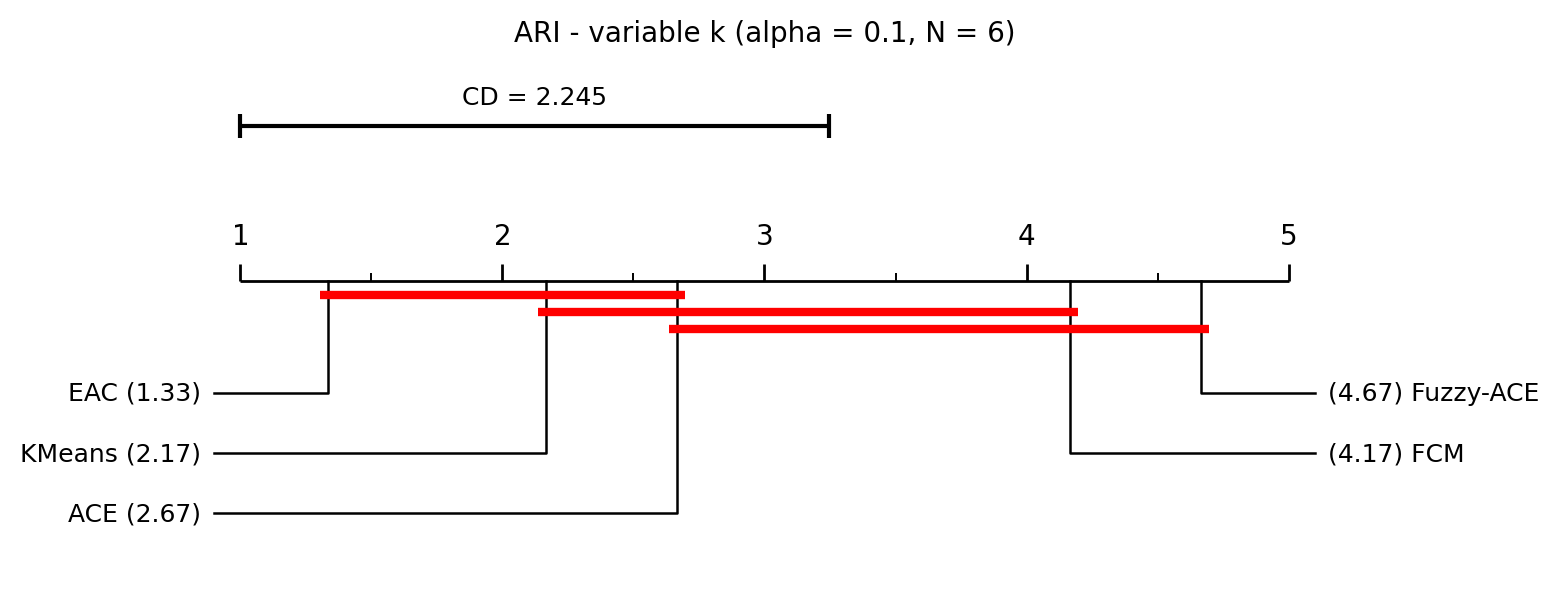 ARI - variable k (alpha = 0.1, N = 6)
CD = 2.245
1 2 3 4 5
EAC (1.33)
(4.67) Fuzzy-ACE
KMeans (2.17)
(4.17) FCM
ACE (2.67)